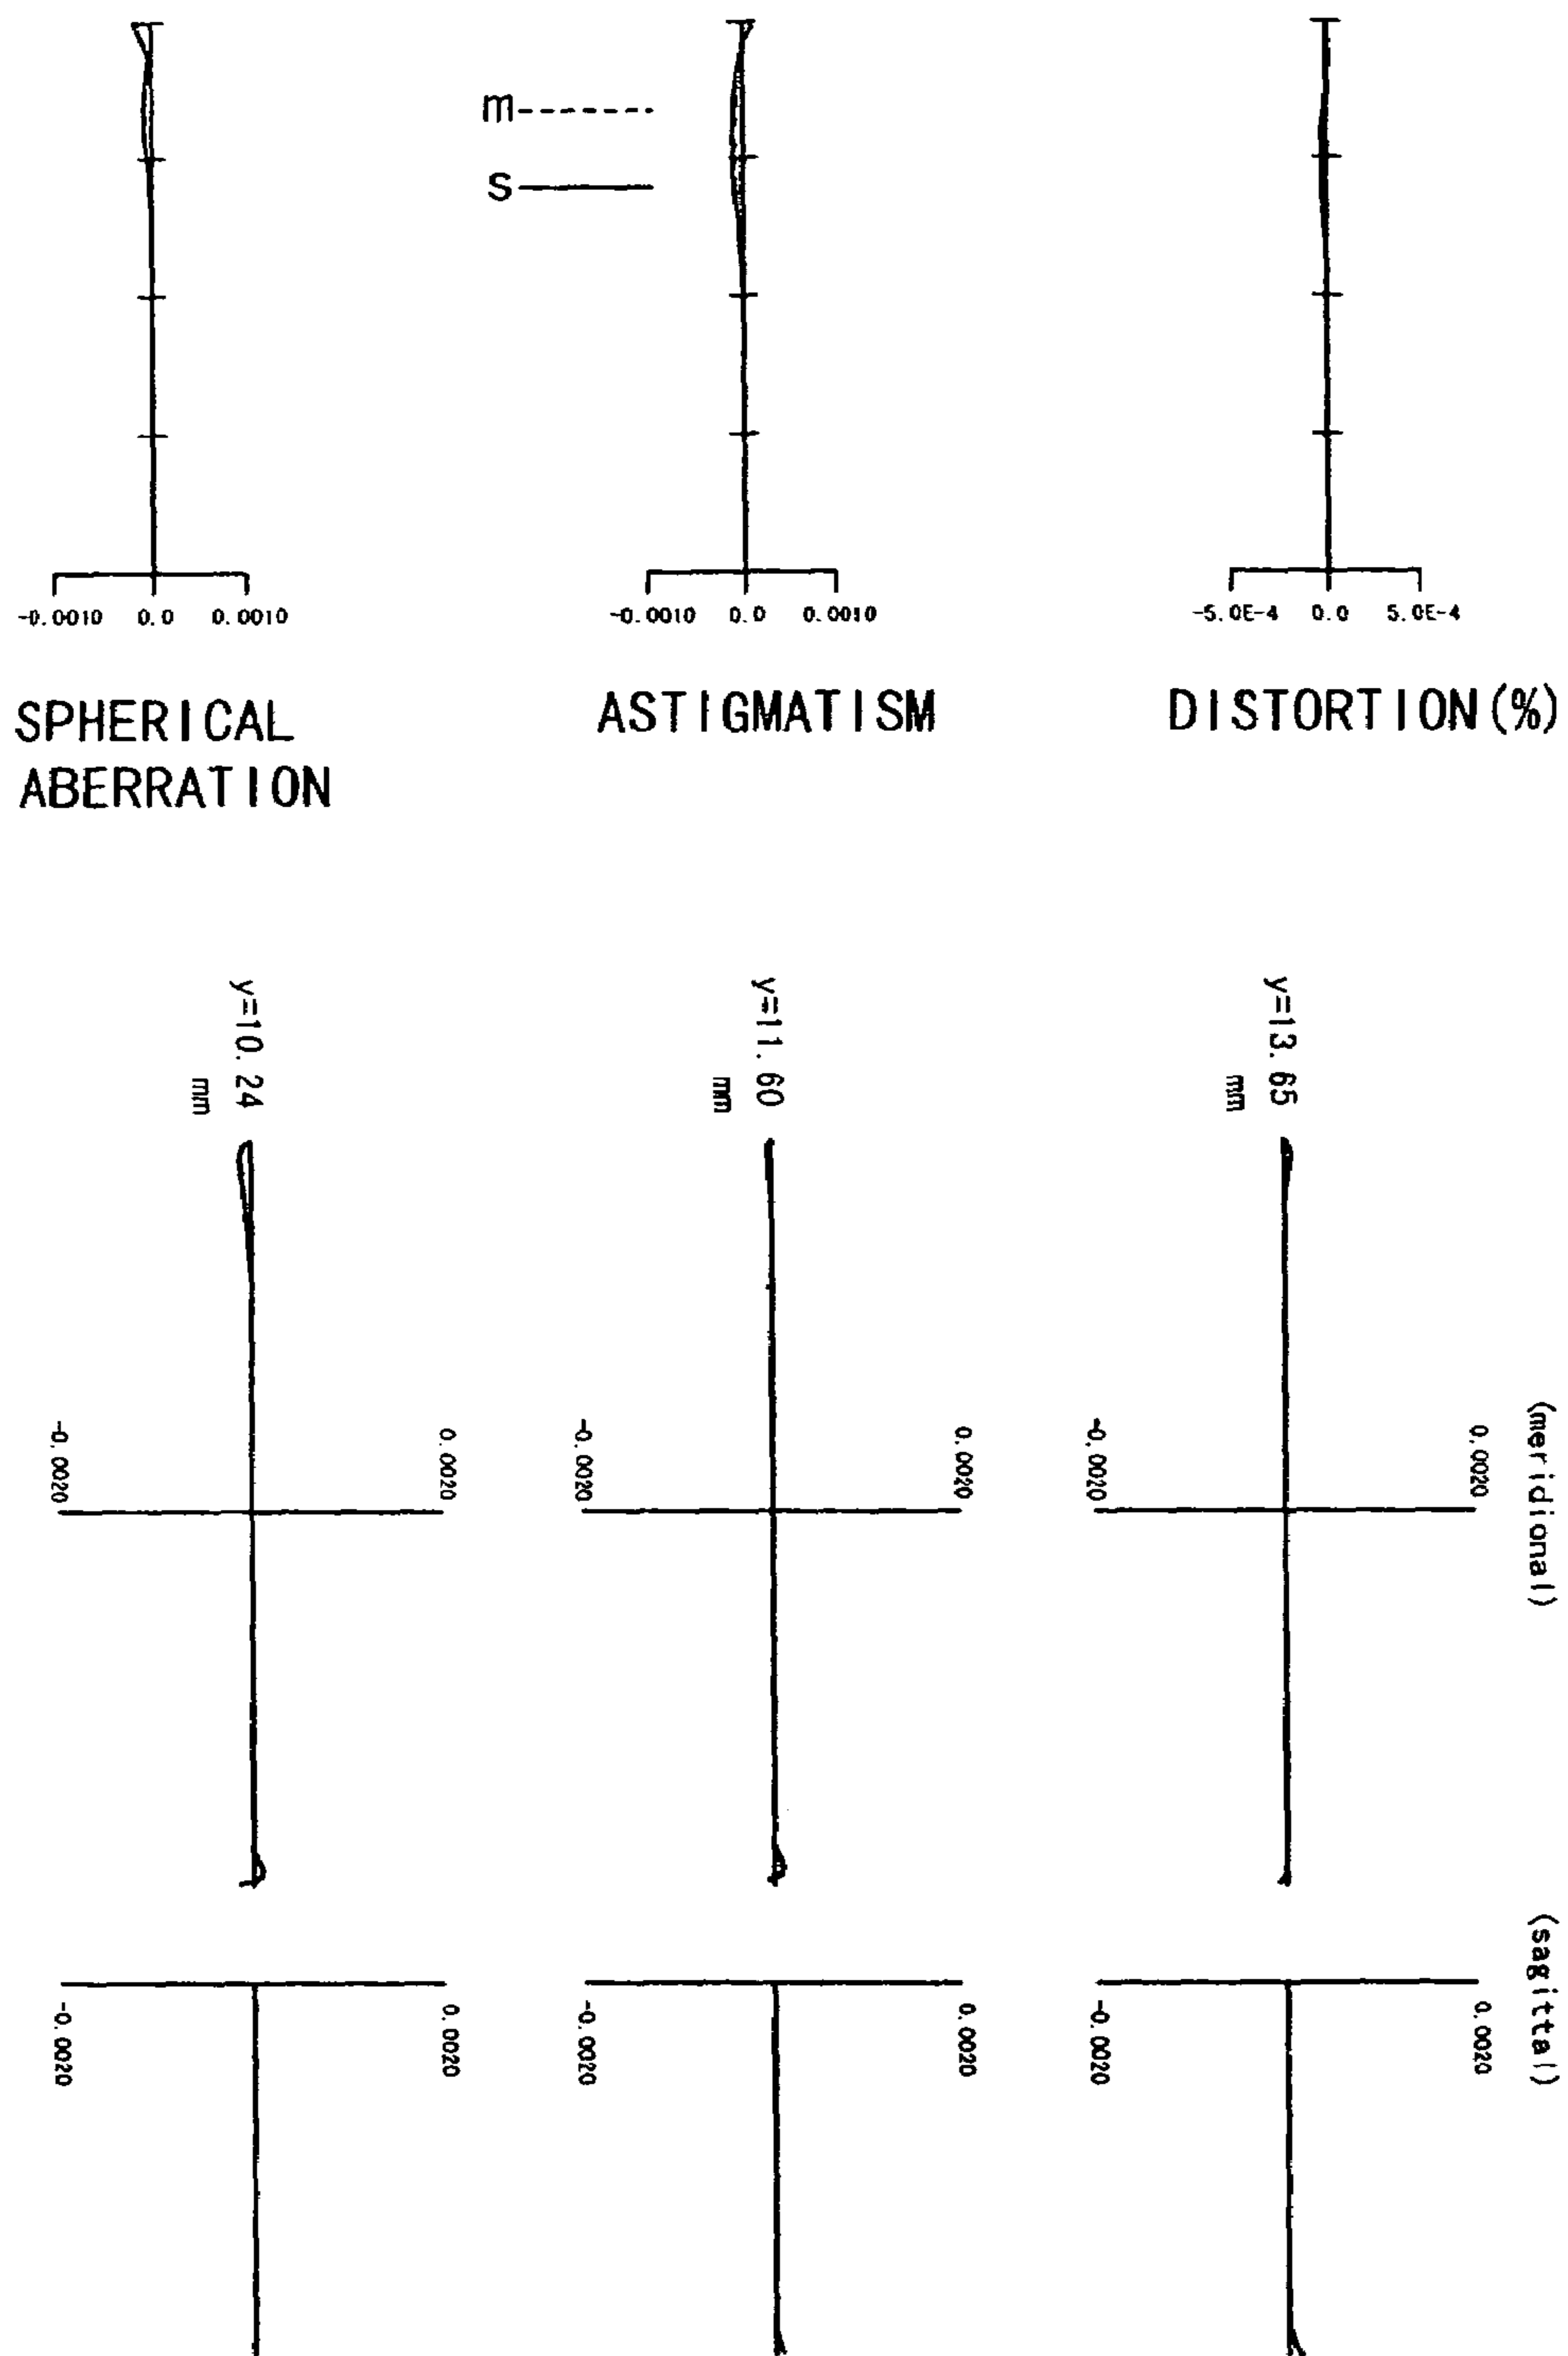 m
s
-0.0010 0.0 0.0010
-0.0010 0.0 0.0010
-5.0E-4 0.0 5.0E-4
SPHERICAL
ABERRATION
ASTIGMATISM
DISTORTION(%)
y=10.24
mm
y=11.60
mm
y=13.65
mm
-0.0020
0.0020
-0.0020
0.0020
-0.0020
0.0020
(meridional)
-0.0020
0.0020
-0.0020
0.0020
-0.0020
0.0020
(sagittal)